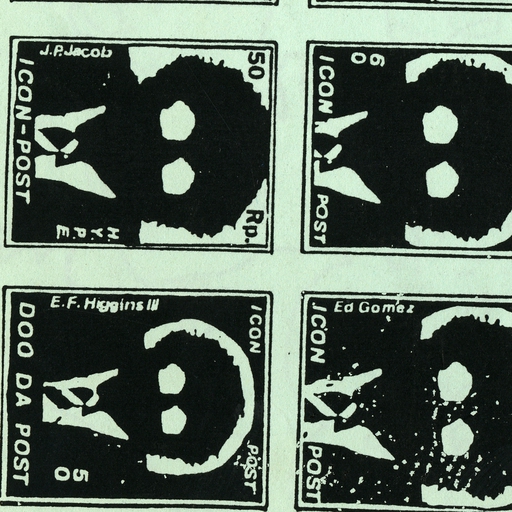 J.P.Jacob
50
ICON-POST
Rp.
HYPE
60
ICON
POST
E.F. Higgins III
ICON
DOO DA POST
50
POST
Ed Gomez
ICON
POST